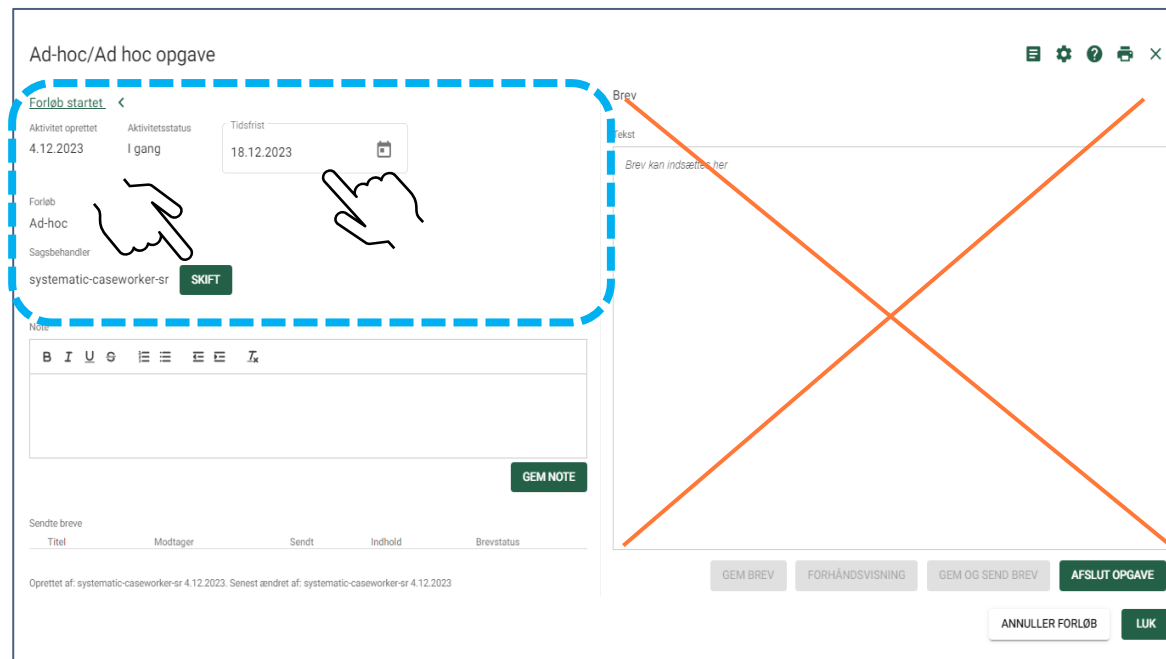 Ad-hoc/Ad hoc opgave
Forløb startet
Aktivitet oprettet Aktivitetsstatus Tidsfrist
4.12.2023 I gang 18.12.2023
Forløb
Ad-hoc
Sagsbehandler
systematic-caseworker-sr SKIFT
Note
B I U S
GEM NOTE
Sendte breve
Titel Modtager Sendt Indhold Brevstatus
Oprettet af: systematic-caseworker-sr 4.12.2023. Senest ændret af: systematic-caseworker-sr 4.12.2023
Brev
Tekst
Brev kan indsættes her
GEM BREV FORHÅNDSVISNING GEM OG SEND BREV AFSLUT OPGAVE
ANNULLER FORLØB LUK